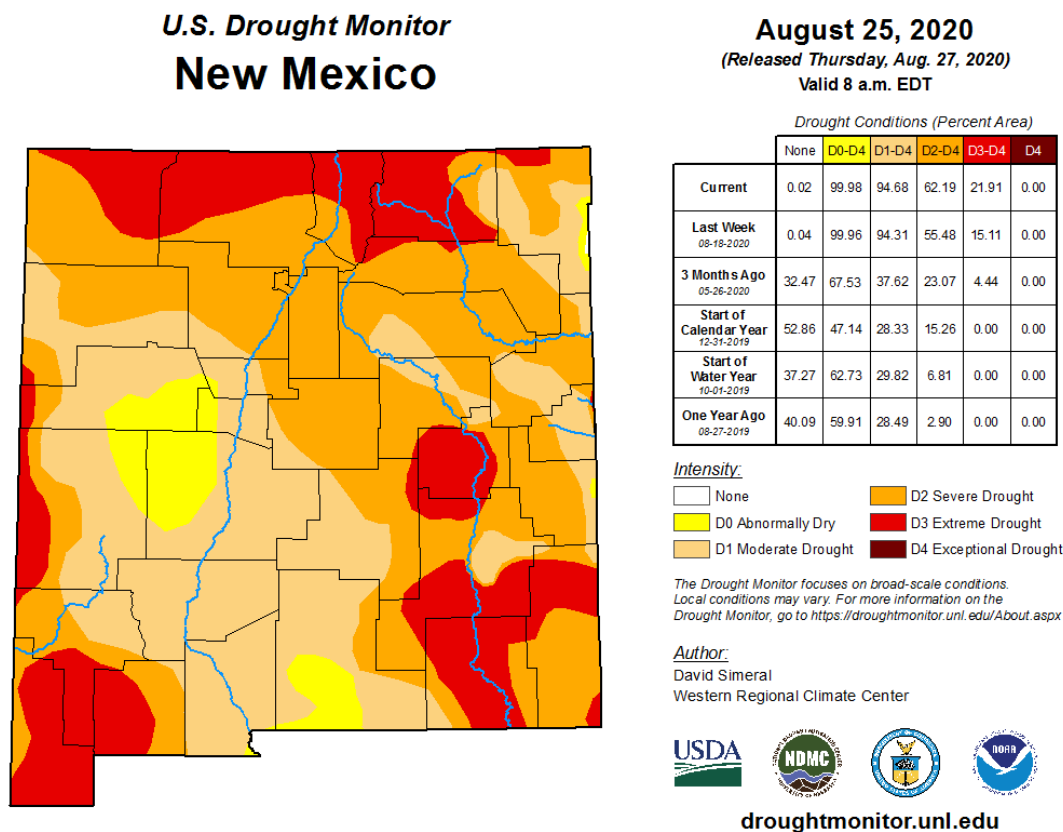 U.S. Drought Monitor
New Mexico
August 25, 2020
(Released Thursday, Aug. 27, 2020)
Valid 8 a.m. EDT
Drought Conditions (Percent Area)
None D0-D4 D1-D4 D2-D4 D3-D4 D4
Current 0.02 99.98 94.68 62.19 21.91 0.00
Last Week
08-18-2020 0.04 99.96 94.31 55.48 15.11 0.00
3 Months Ago
05-26-2020 32.47 67.53 37.62 23.07 4.44 0.00
Start of
Calendar Year
12-31-2019 52.86 47.14 28.33 15.26 0.00 0.00
Start of
Water Year
10-01-2019 37.27 62.73 29.82 6.81 0.00 0.00
One Year Ago
08-27-2019 40.09 59.91 28.49 2.90 0.00 0.00
Intensity:
None
D0 Abnormally Dry
D1 Moderate Drought
D2 Severe Drought
D3 Extreme Drought
D4 Exceptional Drought
The Drought Monitor focuses on broad-scale conditions.
Local conditions may vary. For more information on the
Drought Monitor, go to https://droughtmonitor.unl.edu/About.aspx
Author:
David Simeral
Western Regional Climate Center
USDA
NDMC
NOAA
droughtmonitor.unl.edu